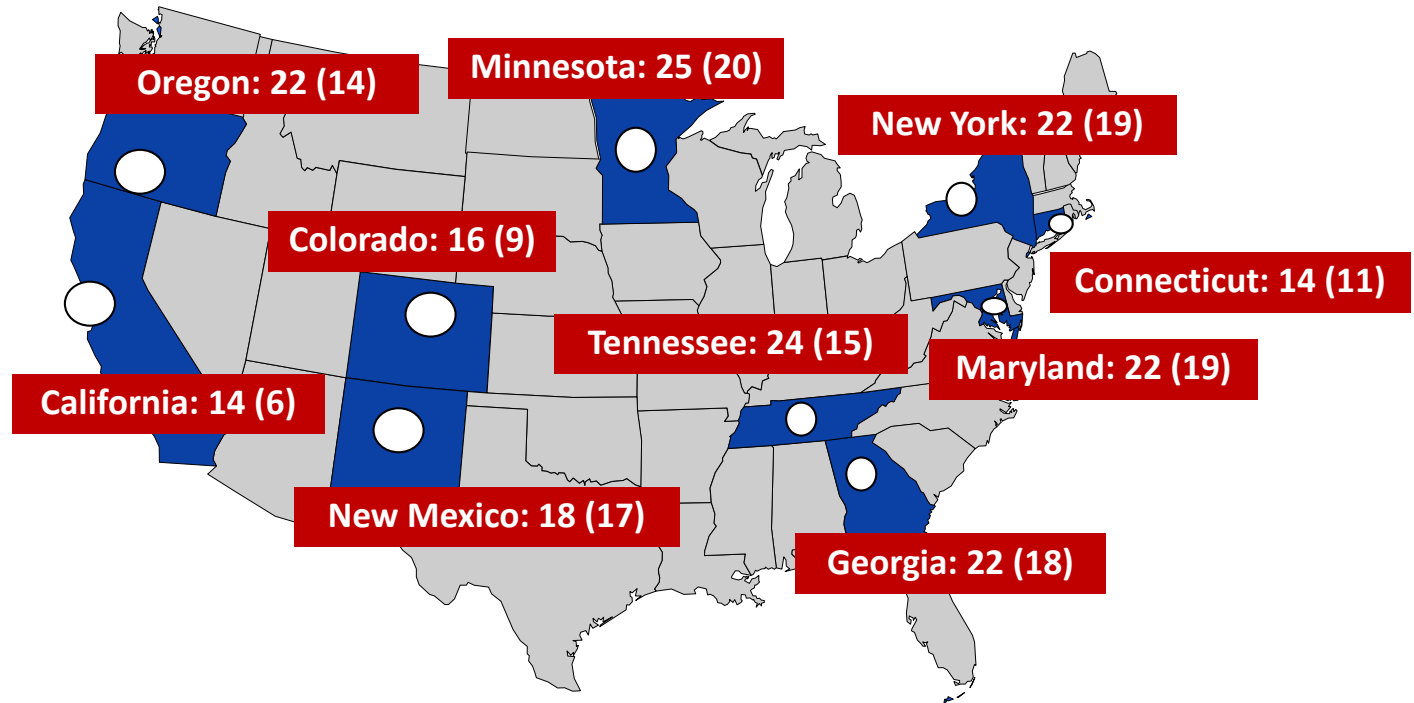 Minnesota: 25 (20)
Oregon: 22 (14)
New York: 22 (19)
Colorado: 16 (9)
Connecticut: 14 (11)
Tennessee: 24 (15)
Maryland: 22 (19)
California: 14 (6)
New Mexico: 18 (17)
Georgia: 22 (18)